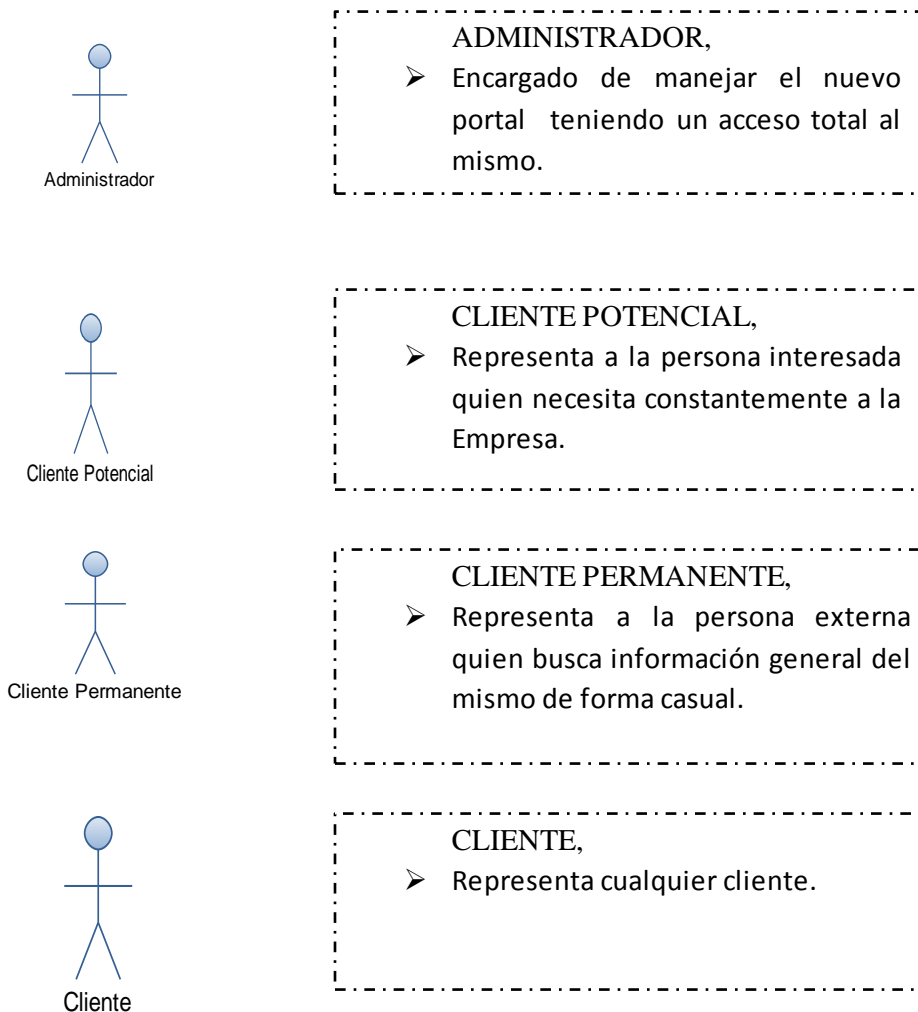 ADMINISTRADOR,
➢ Encargado de manejar el nuevo
portal teniendo un acceso total al
mismo.
Administrador
CLIENTE POTENCIAL,
➢ Representa a la persona interesada
quien necesita constantemente a la
Empresa.
Cliente Potencial
CLIENTE PERMANENTE,
➢ Representa a la persona externa
quien busca información general del
mismo de forma casual.
Cliente Permanente
CLIENTE,
➢ Representa cualquier cliente.
Cliente